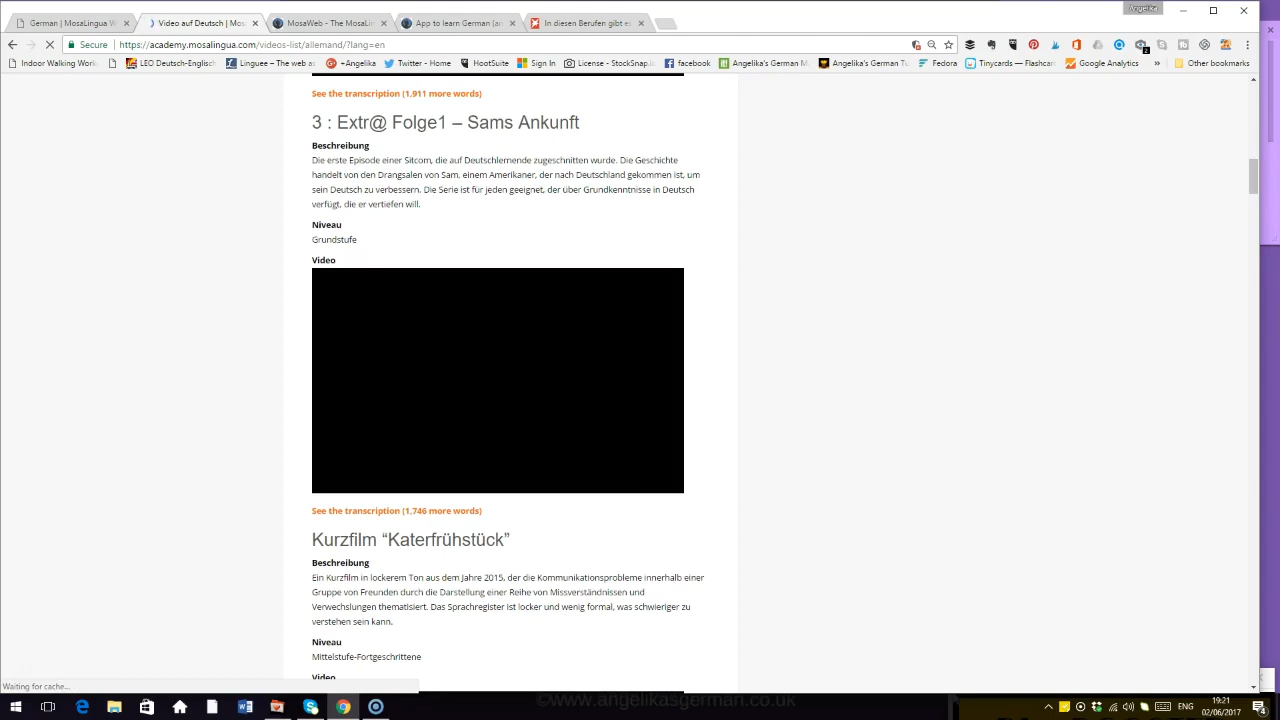 Angelika
German | MosaLingua W
Video auf Deutsch | Mos
MosaWeb - The MosaLin
App to learn German (an
In diesen Berufen gibt es
Secure
https://academy.mosalingua.com/videos-list/allemand/?lang=en
Indoor Walking Work
LEO Deutsch-Englisch
Linguee - The web as
+Angelika
Twitter - Home
HootSuite
Sign In
License - StockSnap.io
facebook
Angelika's German M
Angelika's German Tu
Fedora
Tinycards — Flashcar
Google Analytics
»
Other bookmarks
See the transcription (1,911 more words)
3 : Extr@ Folge1 – Sams Ankunft
Beschreibung
Die erste Episode einer Sitcom, die auf Deutschlernende zugeschnitten wurde. Die Geschichte
handelt von den Drangsalen von Sam, einem Amerikaner, der nach Deutschland gekommen ist, um
sein Deutsch zu verbessern. Die Serie ist für jeden geeignet, der über Grundkenntnisse in Deutsch
verfügt, die er vertiefen will.
Niveau
Grundstufe
Video
See the transcription (1,746 more words)
Kurzfilm “Katerfrühstück”
Beschreibung
Ein Kurzfilm in lockerem Ton aus dem Jahre 2015, der die Kommunikationsprobleme innerhalb einer
Gruppe von Freunden durch die Darstellung einer Reihe von Missverständnissen und
Verwechslungen thematisiert. Das Sprachregister ist locker und wenig formal, was schwieriger zu
verstehen sein kann.
Niveau
Mittelstufe-Fortgeschrittene
Video
Waiting for cache...
©www.angelikasgerman.co.uk
ENG
19:21
02/06/2017